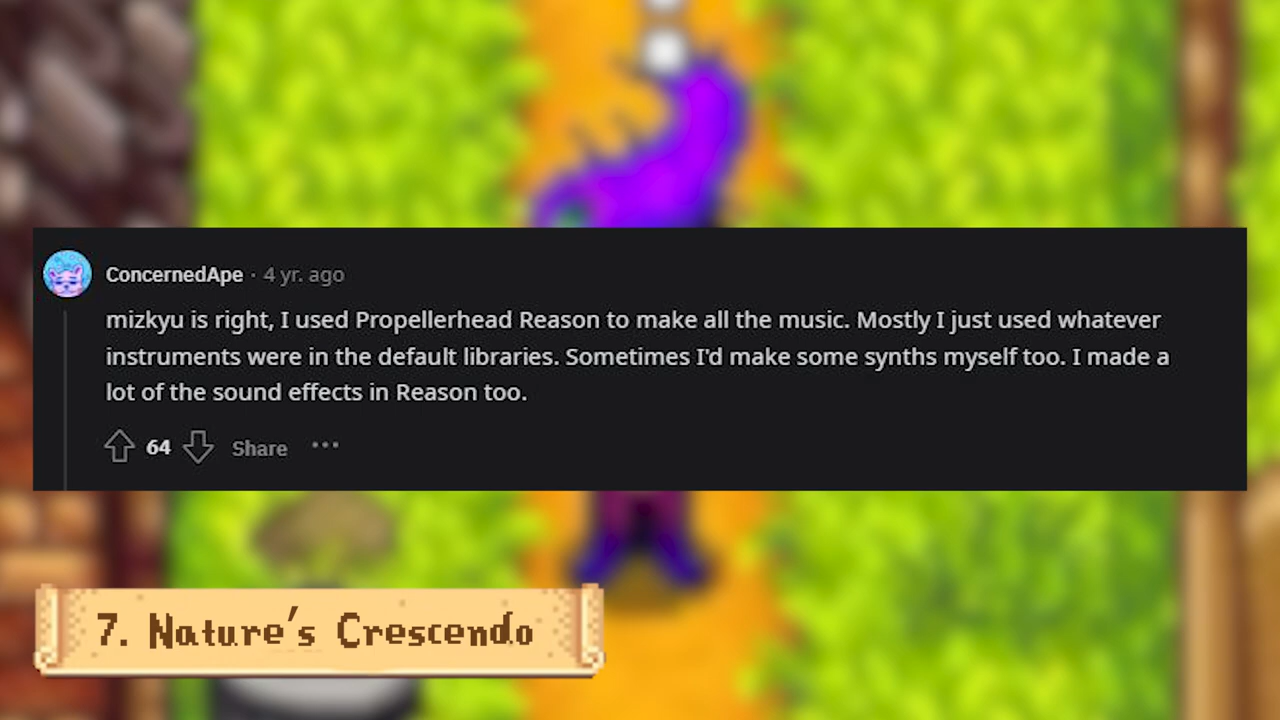 ConcernedApe · 4 yr. ago
mizkyu is right, I used Propellerhead Reason to make all the music. Mostly I just used whatever
instruments were in the default libraries. Sometimes I'd make some synths myself too. I made a
lot of the sound effects in Reason too.
64 Share ···
7. Nature's Crescendo